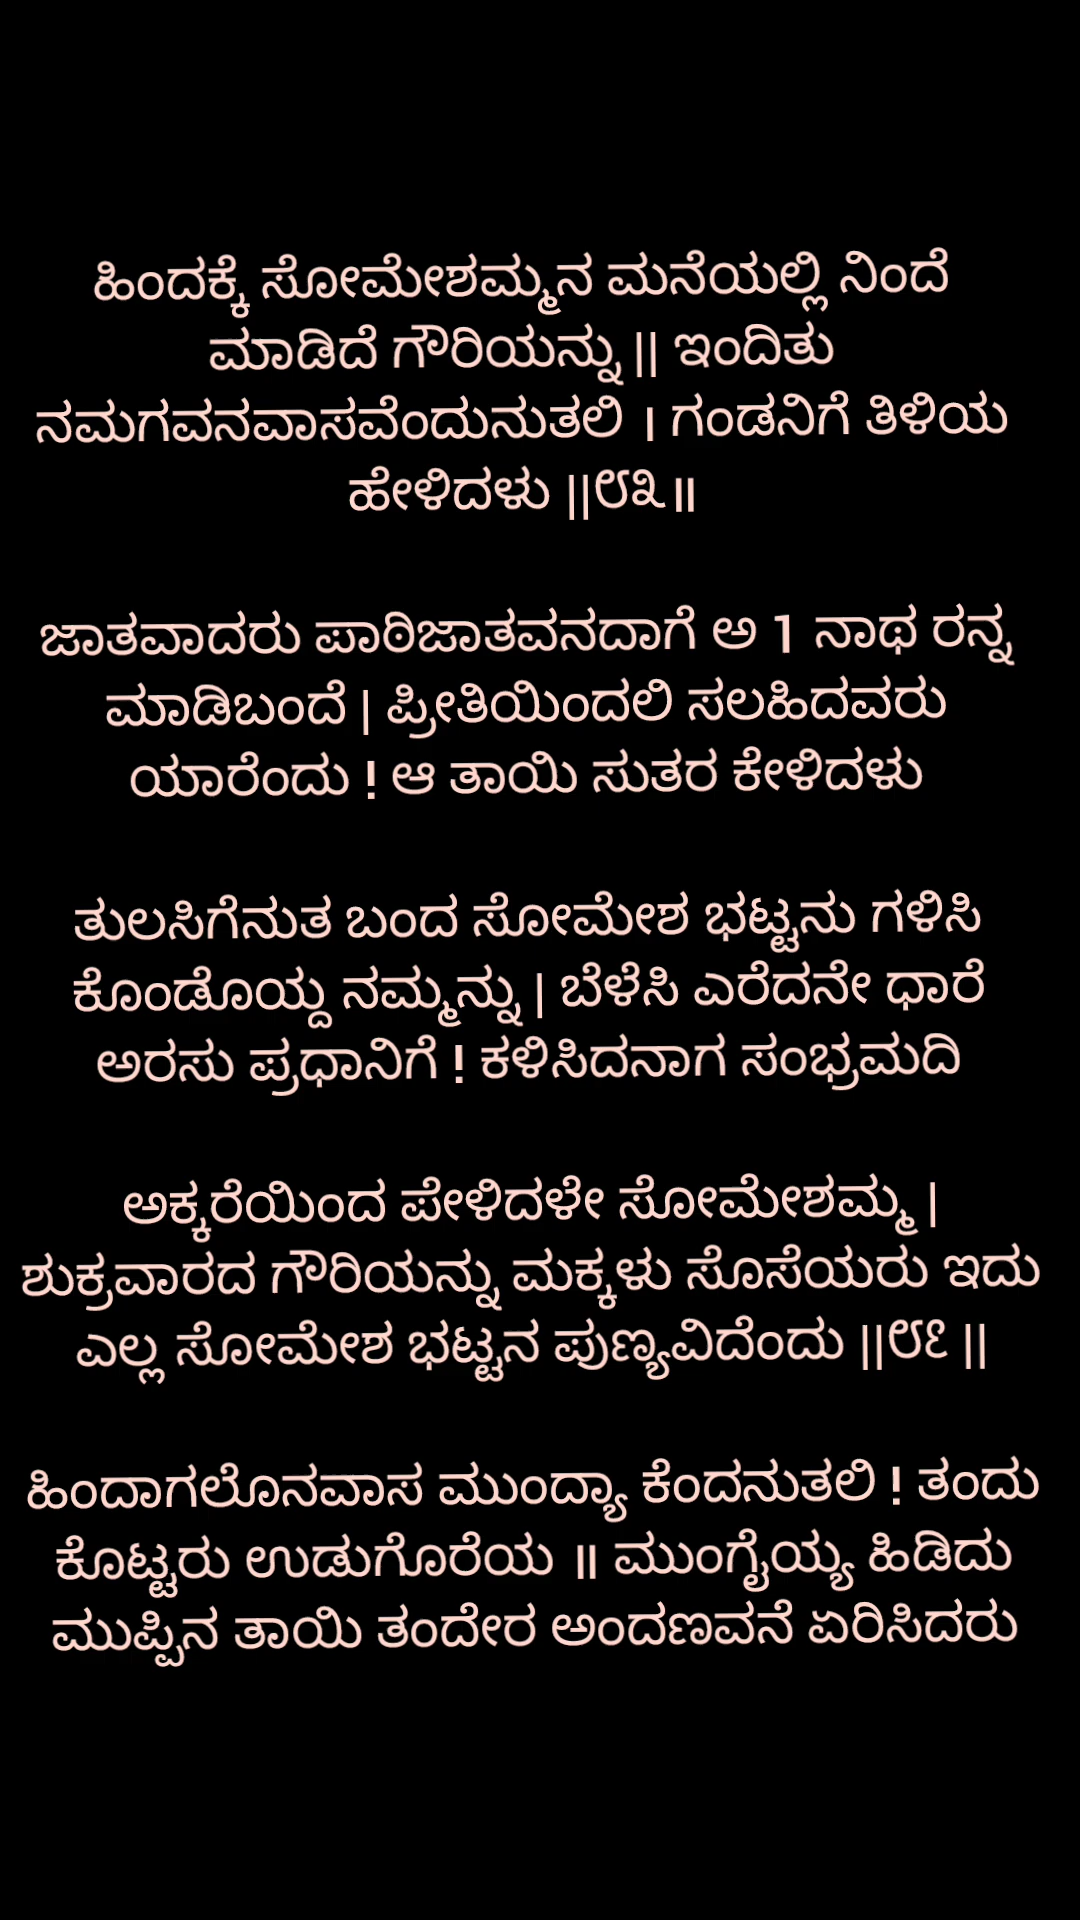 ಹಿಂದಕ್ಕೆ ಸೋಮೇಶಮ್ಮನ ಮನೆಯಲ್ಲಿ ನಿಂದೆ
ಮಾಡಿದೆ ಗೌರಿಯನ್ನು || ಇಂದಿತು
ನಮಗವನವಾಸವೆಂದುನುತಲಿ । ಗಂಡನಿಗೆ ತಿಳಿಯ
ಹೇಳಿದಳು ||೮೩॥
ಜಾತವಾದರು ಪಾಠಿಜಾತವನದಾಗೆ ಅ 1 ನಾಥ ರನ್ನ
ಮಾಡಿಬಂದೆ | ಪ್ರೀತಿಯಿಂದಲಿ ಸಲಹಿದವರು
ಯಾರೆಂದು ! ಆ ತಾಯಿ ಸುತರ ಕೇಳಿದಳು
ತುಲಸಿಗೆನುತ ಬಂದ ಸೋಮೇಶ ಭಟ್ಟನು ಗಳಿಸಿ
ಕೊಂಡೊಯ್ದ ನಮ್ಮನ್ನು | ಬೆಳೆಸಿ ಎರೆದನೇ ಧಾರೆ
ಅರಸು ಪ್ರಧಾನಿಗೆ ! ಕಳಿಸಿದನಾಗ ಸಂಭ್ರಮದಿ
ಅಕ್ಕರೆಯಿಂದ ಪೇಳಿದಳೇ ಸೋಮೇಶಮ್ಮ |
ಶುಕ್ರವಾರದ ಗೌರಿಯನ್ನು ಮಕ್ಕಳು ಸೊಸೆಯರು ಇದು
ಎಲ್ಲ ಸೋಮೇಶ ಭಟ್ಟನ ಪುಣ್ಯವಿದೆಂದು ||೮೬ ||
ಹಿಂದಾಗಲೊನವಾಸ ಮುಂದ್ಯಾ ಕೆಂದನುತಲಿ ! ತಂದು
ಕೊಟ್ಟರು ಉಡುಗೊರೆಯ ॥ ಮುಂಗೈಯ್ಯ ಹಿಡಿದು
ಮುಪ್ಪಿನ ತಾಯಿ ತಂದೇರ ಅಂದಣವನೆ ಏರಿಸಿದರು